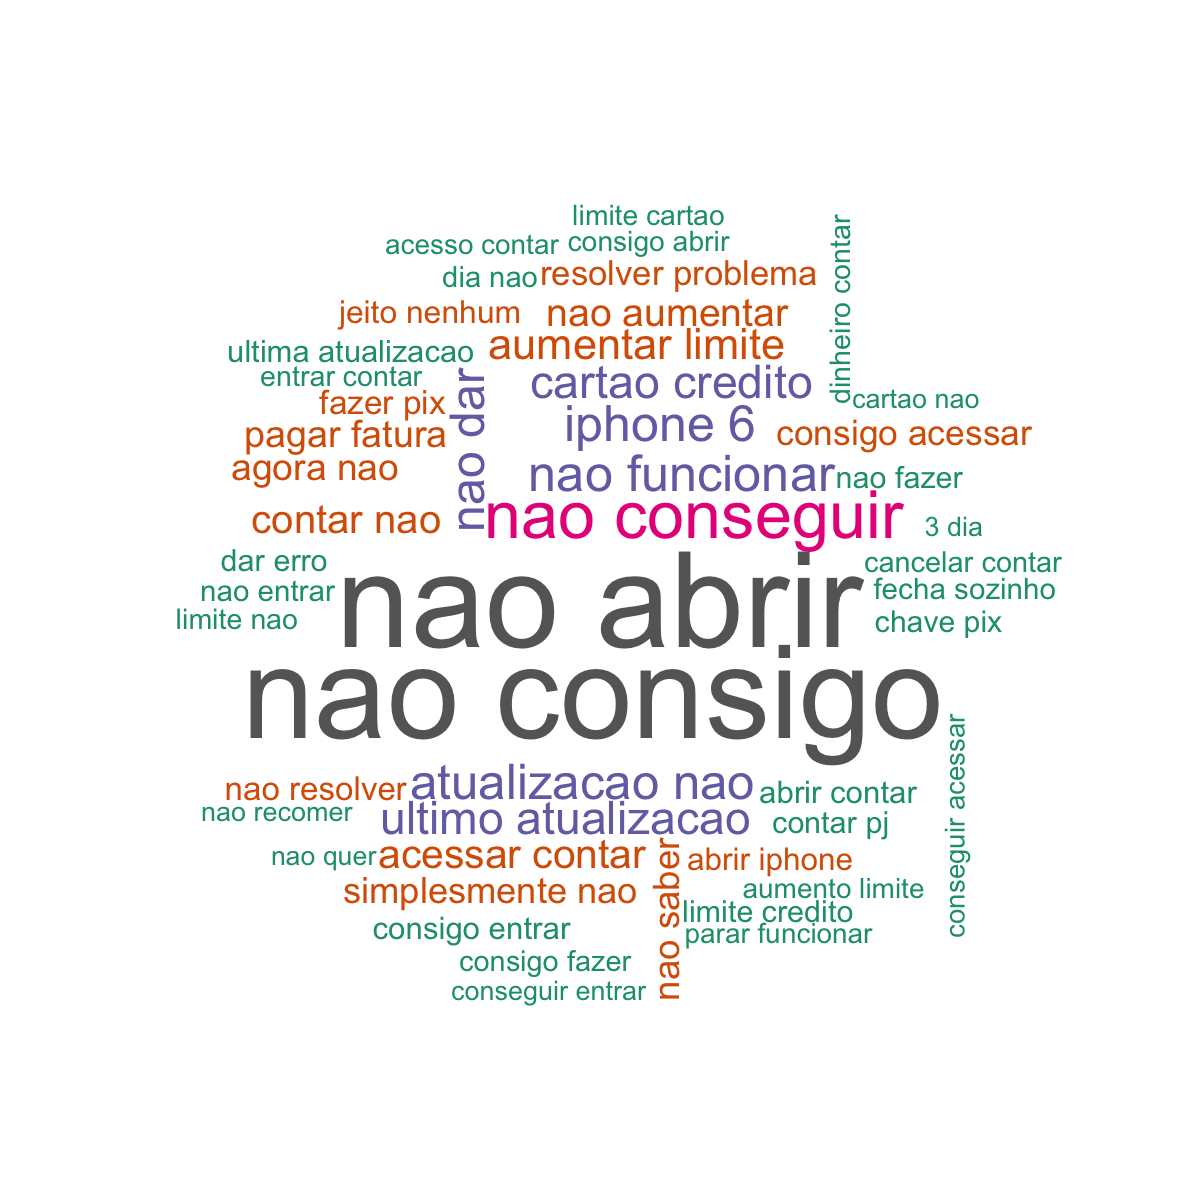 limite cartao
acesso contar
consigo abrir
dinheiro contar
dia nao
resolver problema
jeito nenhum
nao aumentar
ultima atualizacao
aumentar limite
entrar contar
nao dar
cartao credito
fazer pix
cartao nao
pagar fatura
iphone 6
consigo acessar
agora nao
nao funcionar
nao fazer
contar nao
nao conseguir
3 dia
dar erro
cancelar contar
nao entrar
nao abrir
fecha sozinho
limite nao
chave pix
nao consigo
conseguir acessar
nao resolver
atualizacao nao
abrir contar
nao recomer
ultimo atualizacao
contar pj
nao quer
acessar contar
nao saber
abrir iphone
simplesmente nao
aumento limite
limite credito
consigo entrar
parar funcionar
consigo fazer
conseguir entrar